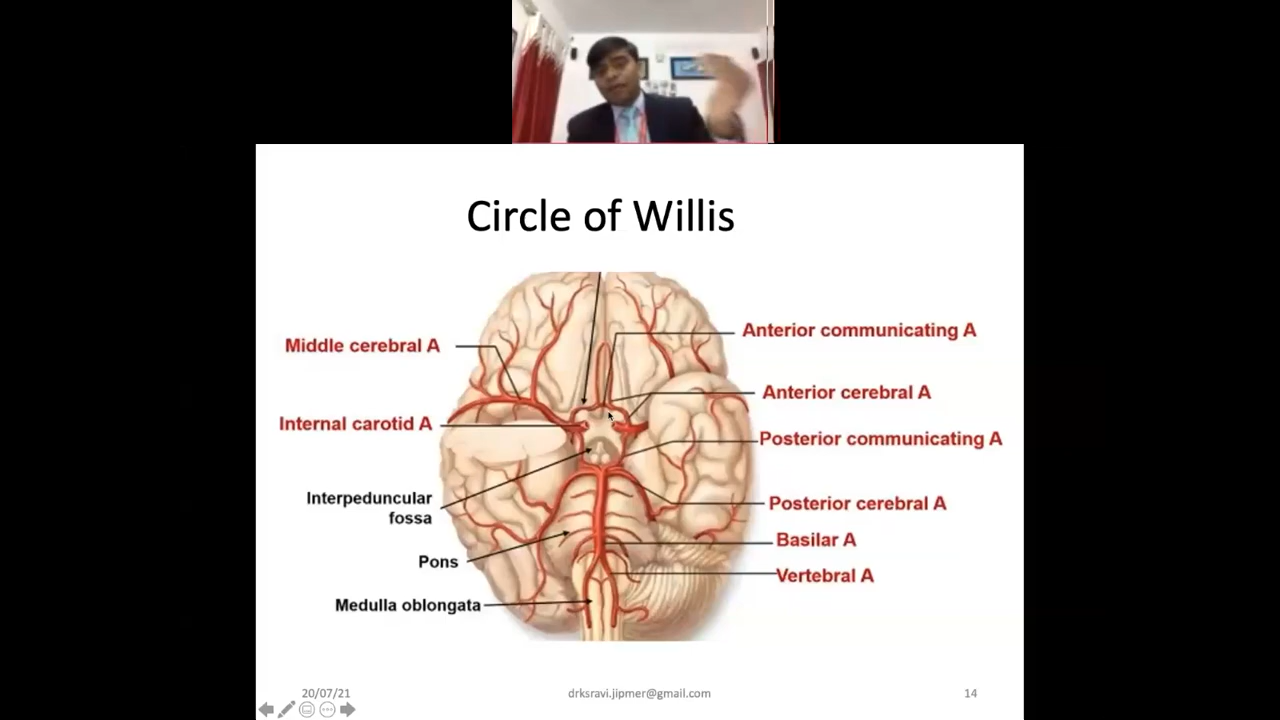 Circle of Willis
Anterior communicating A
Middle cerebral A
Anterior cerebral A
Internal carotid A
Posterior communicating A
Interpeduncular
fossa
Posterior cerebral A
Basilar A
Pons
Vertebral A
Medulla oblongata
20/07/21
drksravi.jipmer@gmail.com
14